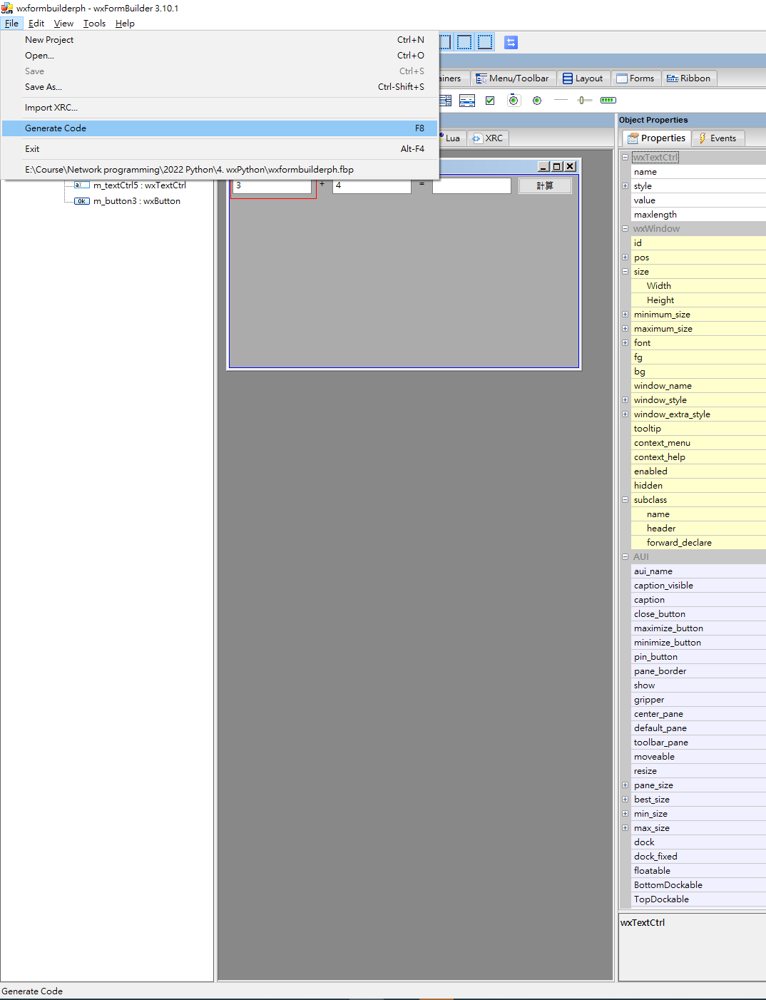 wxformbuilderph - wxFormBuilder 3.10.1
File Edit View Tools Help
New Project Ctrl+N
Open... Ctrl+O
Save Ctrl+S
Save As... Ctrl-Shift+S
Import XRC...
Generate Code F8
Exit Alt-F4
E:\Course\Network programming\2022 Python\4. wxPython\wxformbuilderph.fbp
ainers Menu/Toolbar Layout Forms Ribbon
Lua XRC
m_textCtrl5 : wxTextCtrl
m_button3 : wxButton
3 + 4 = 計算
Object Properties
Properties Events
wxTextCtrl
name
style
value
maxlength
wxWindow
id
pos
size
Width
Height
minimum_size
maximum_size
font
fg
bg
window_name
window_style
window_extra_style
tooltip
context_menu
context_help
enabled
hidden
subclass
name
header
forward_declare
AUI
aui_name
caption_visible
caption
close_button
maximize_button
minimize_button
pin_button
pane_border
show
gripper
center_pane
default_pane
toolbar_pane
moveable
resize
pane_size
best_size
min_size
max_size
dock
dock_fixed
floatable
BottomDockable
TopDockable
wxTextCtrl
Generate Code